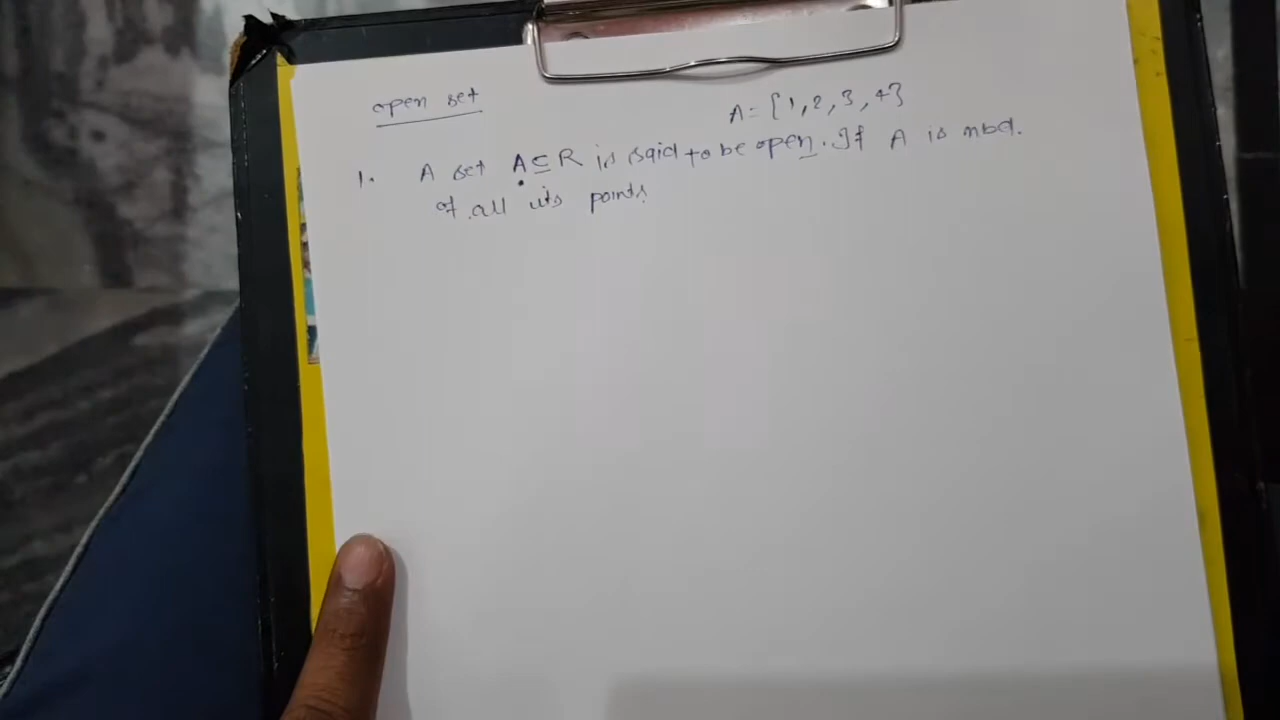 open set
A = {1,2,3,4}
1. A set A ⊆ R is said to be open. If A is nbd.
of all its points.